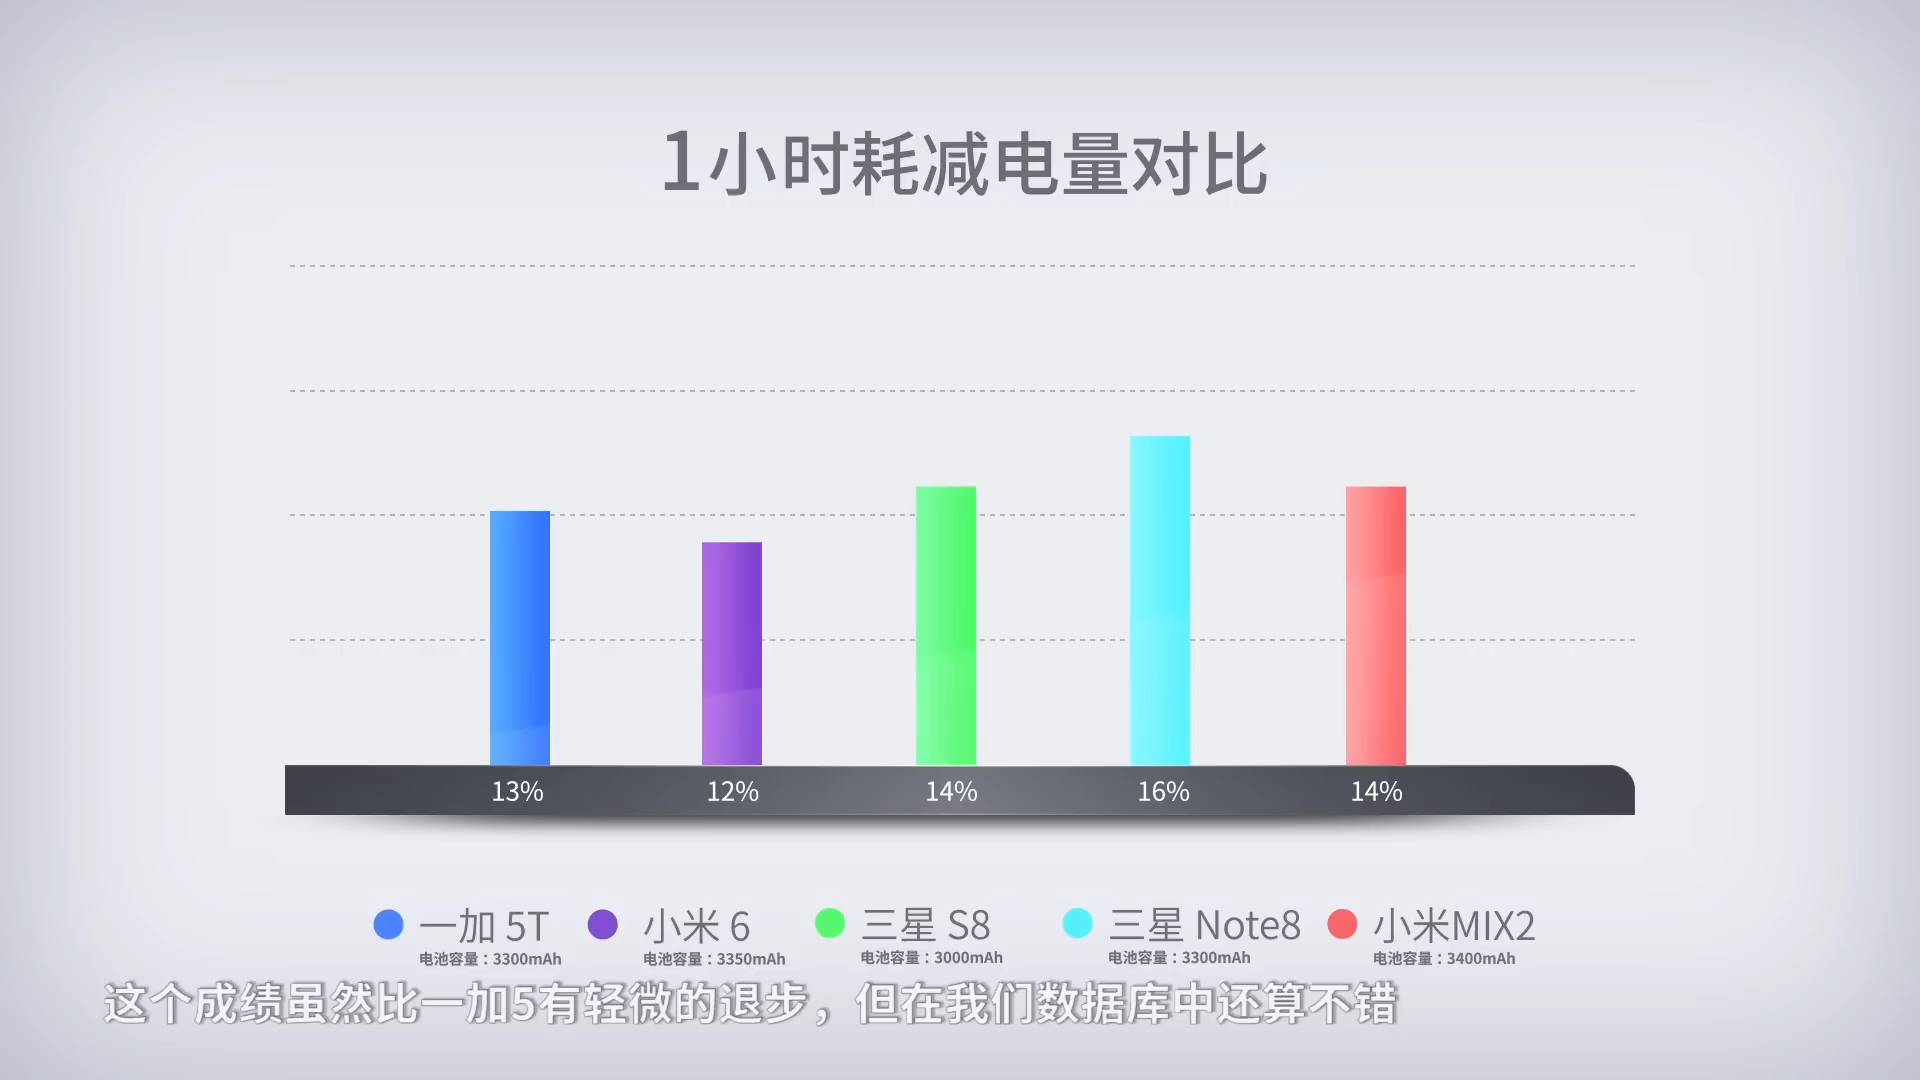 1小时耗减电量对比
13% 12% 14% 16% 14%
一加 5T 小米 6 三星 S8 三星 Note8 小米MIX2
电池容量：3300mAh 电池容量：3350mAh 电池容量：3000mAh 电池容量：3300mAh 电池容量：3400mAh
这个成绩虽然比一加5有轻微的退步，但在我们数据库中还算不错